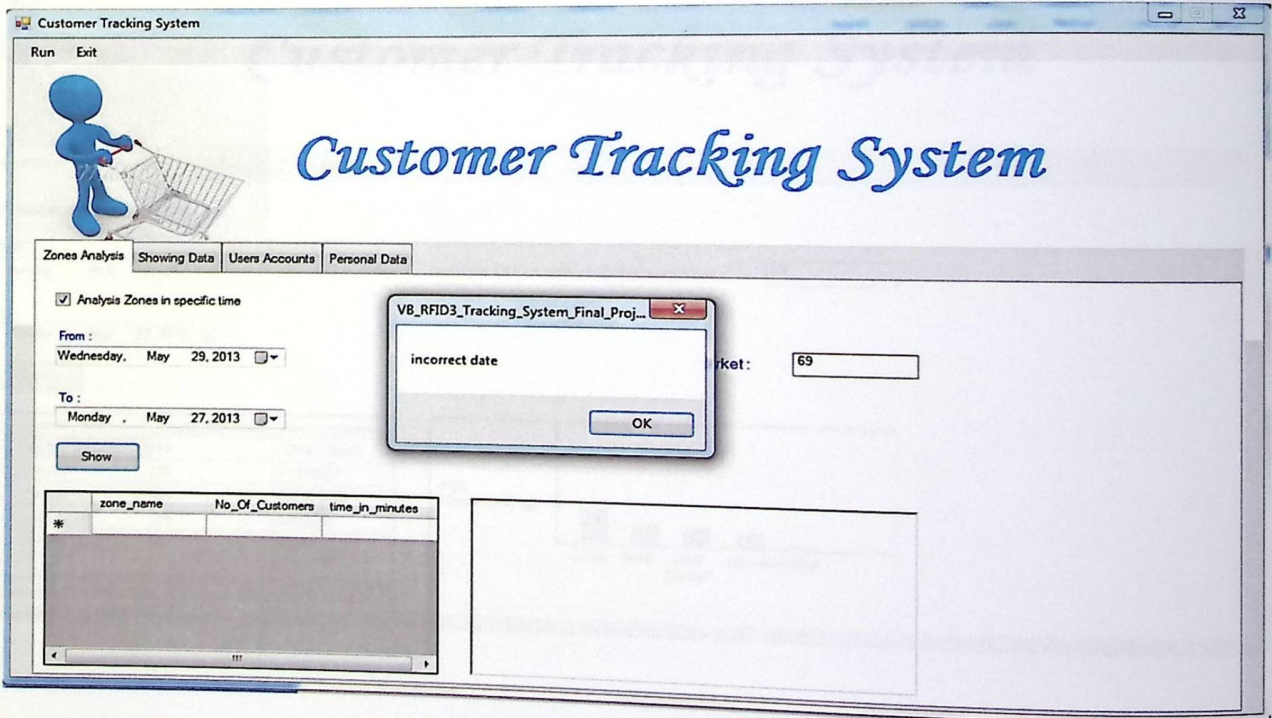 Customer Tracking System
Run Exit
Customer Tracking System
Zones Analysis Showing Data Users Accounts Personal Data
Analysis Zones in specific time
From :
Wednesday, May 29, 2013
To :
Monday , May 27, 2013
Show
VB_RFID3_Tracking_System_Final_Proj...
incorrect date
OK
rket: 69
zone_name No_Of_Customers time_in_minutes